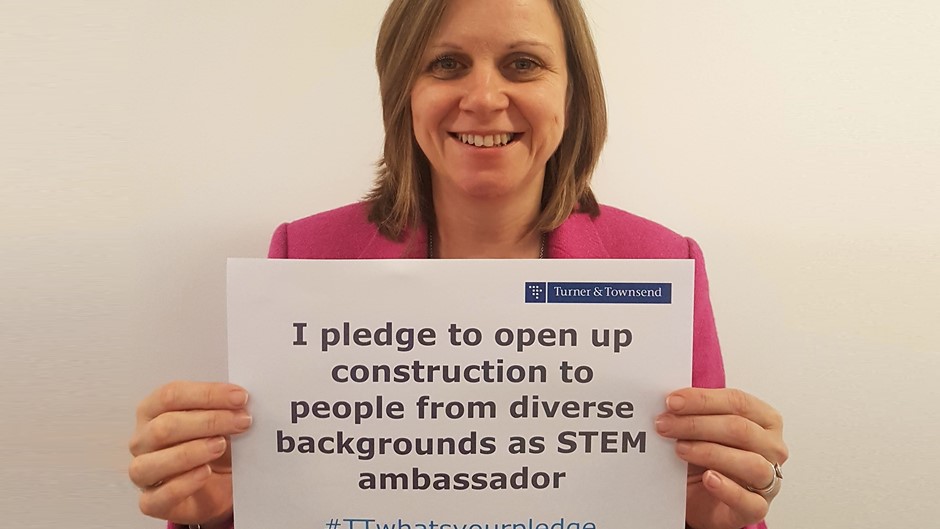 Turner & Townsend
I pledge to open up
construction to
people from diverse
backgrounds as STEM
ambassador
#TTwhatsyourpledge